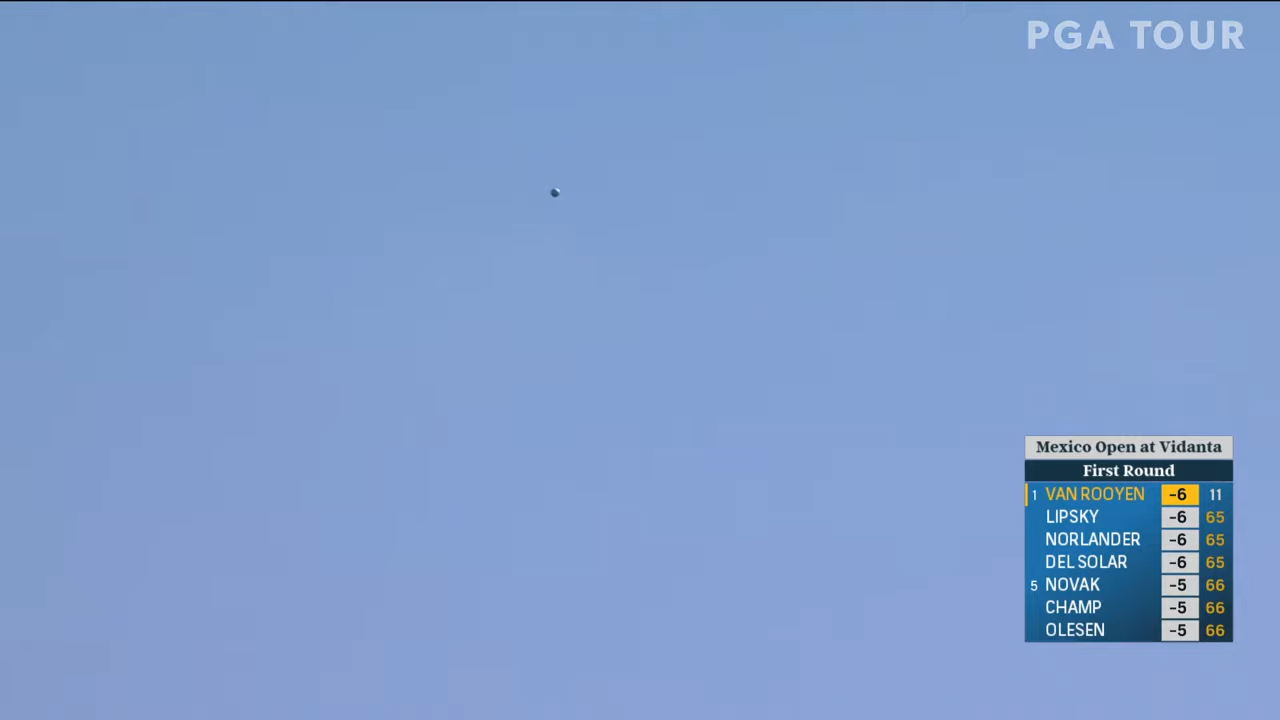 PGA TOUR
Mexico Open at Vidanta
First Round
1 VAN ROOYEN -6 11
LIPSKY -6 65
NORLANDER -6 65
DEL SOLAR -6 65
5 NOVAK -5 66
CHAMP -5 66
OLESEN -5 66